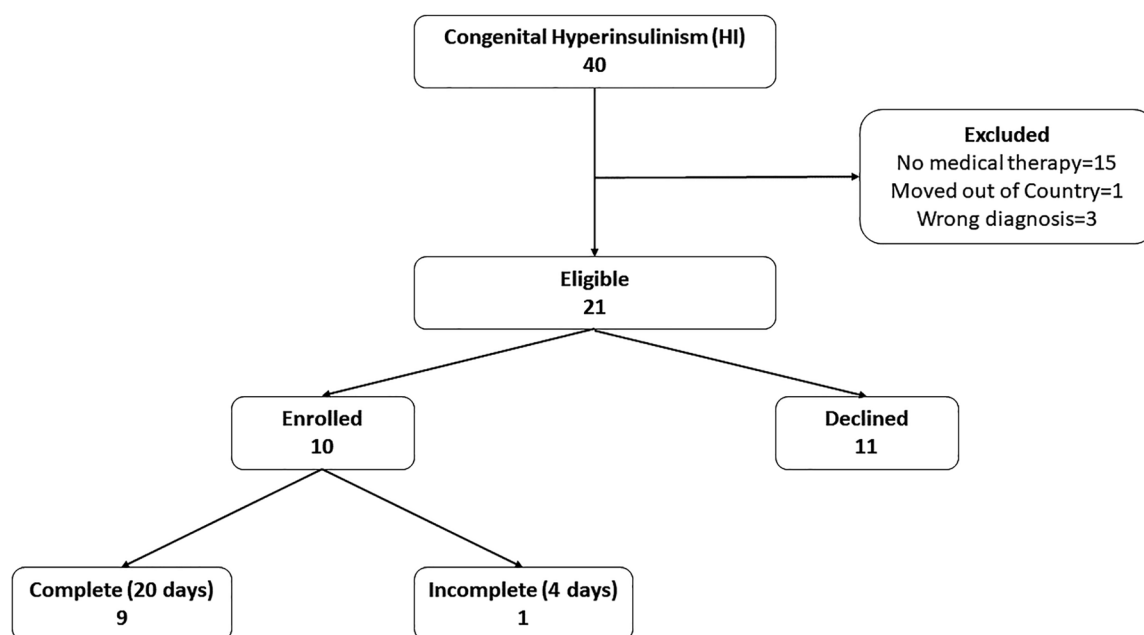 Congenital Hyperinsulinism (HI)
40
Excluded
No medical therapy=15
Moved out of Country=1
Wrong diagnosis=3
Eligible
21
Enrolled
10
Declined
11
Complete (20 days)
9
Incomplete (4 days)
1